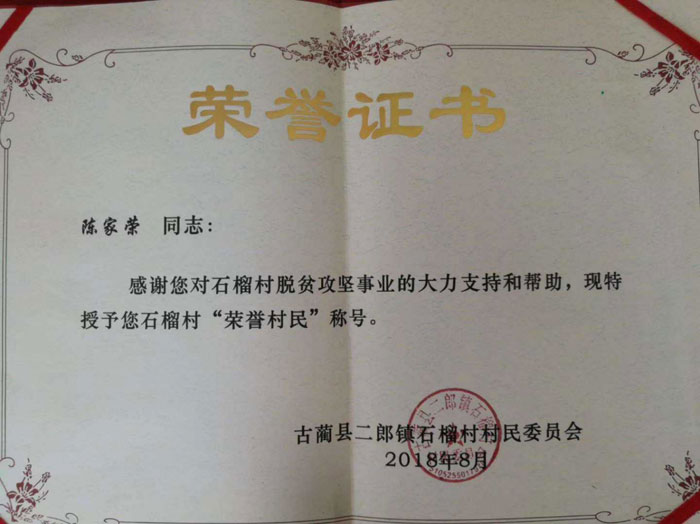 荣誉证书
陈家荣 同志：
感谢您对石榴村脱贫攻坚事业的大力支持和帮助，现特
授予您石榴村“荣誉村民”称号。
古蔺县二郎镇石榴村村民委员会
2018年8月